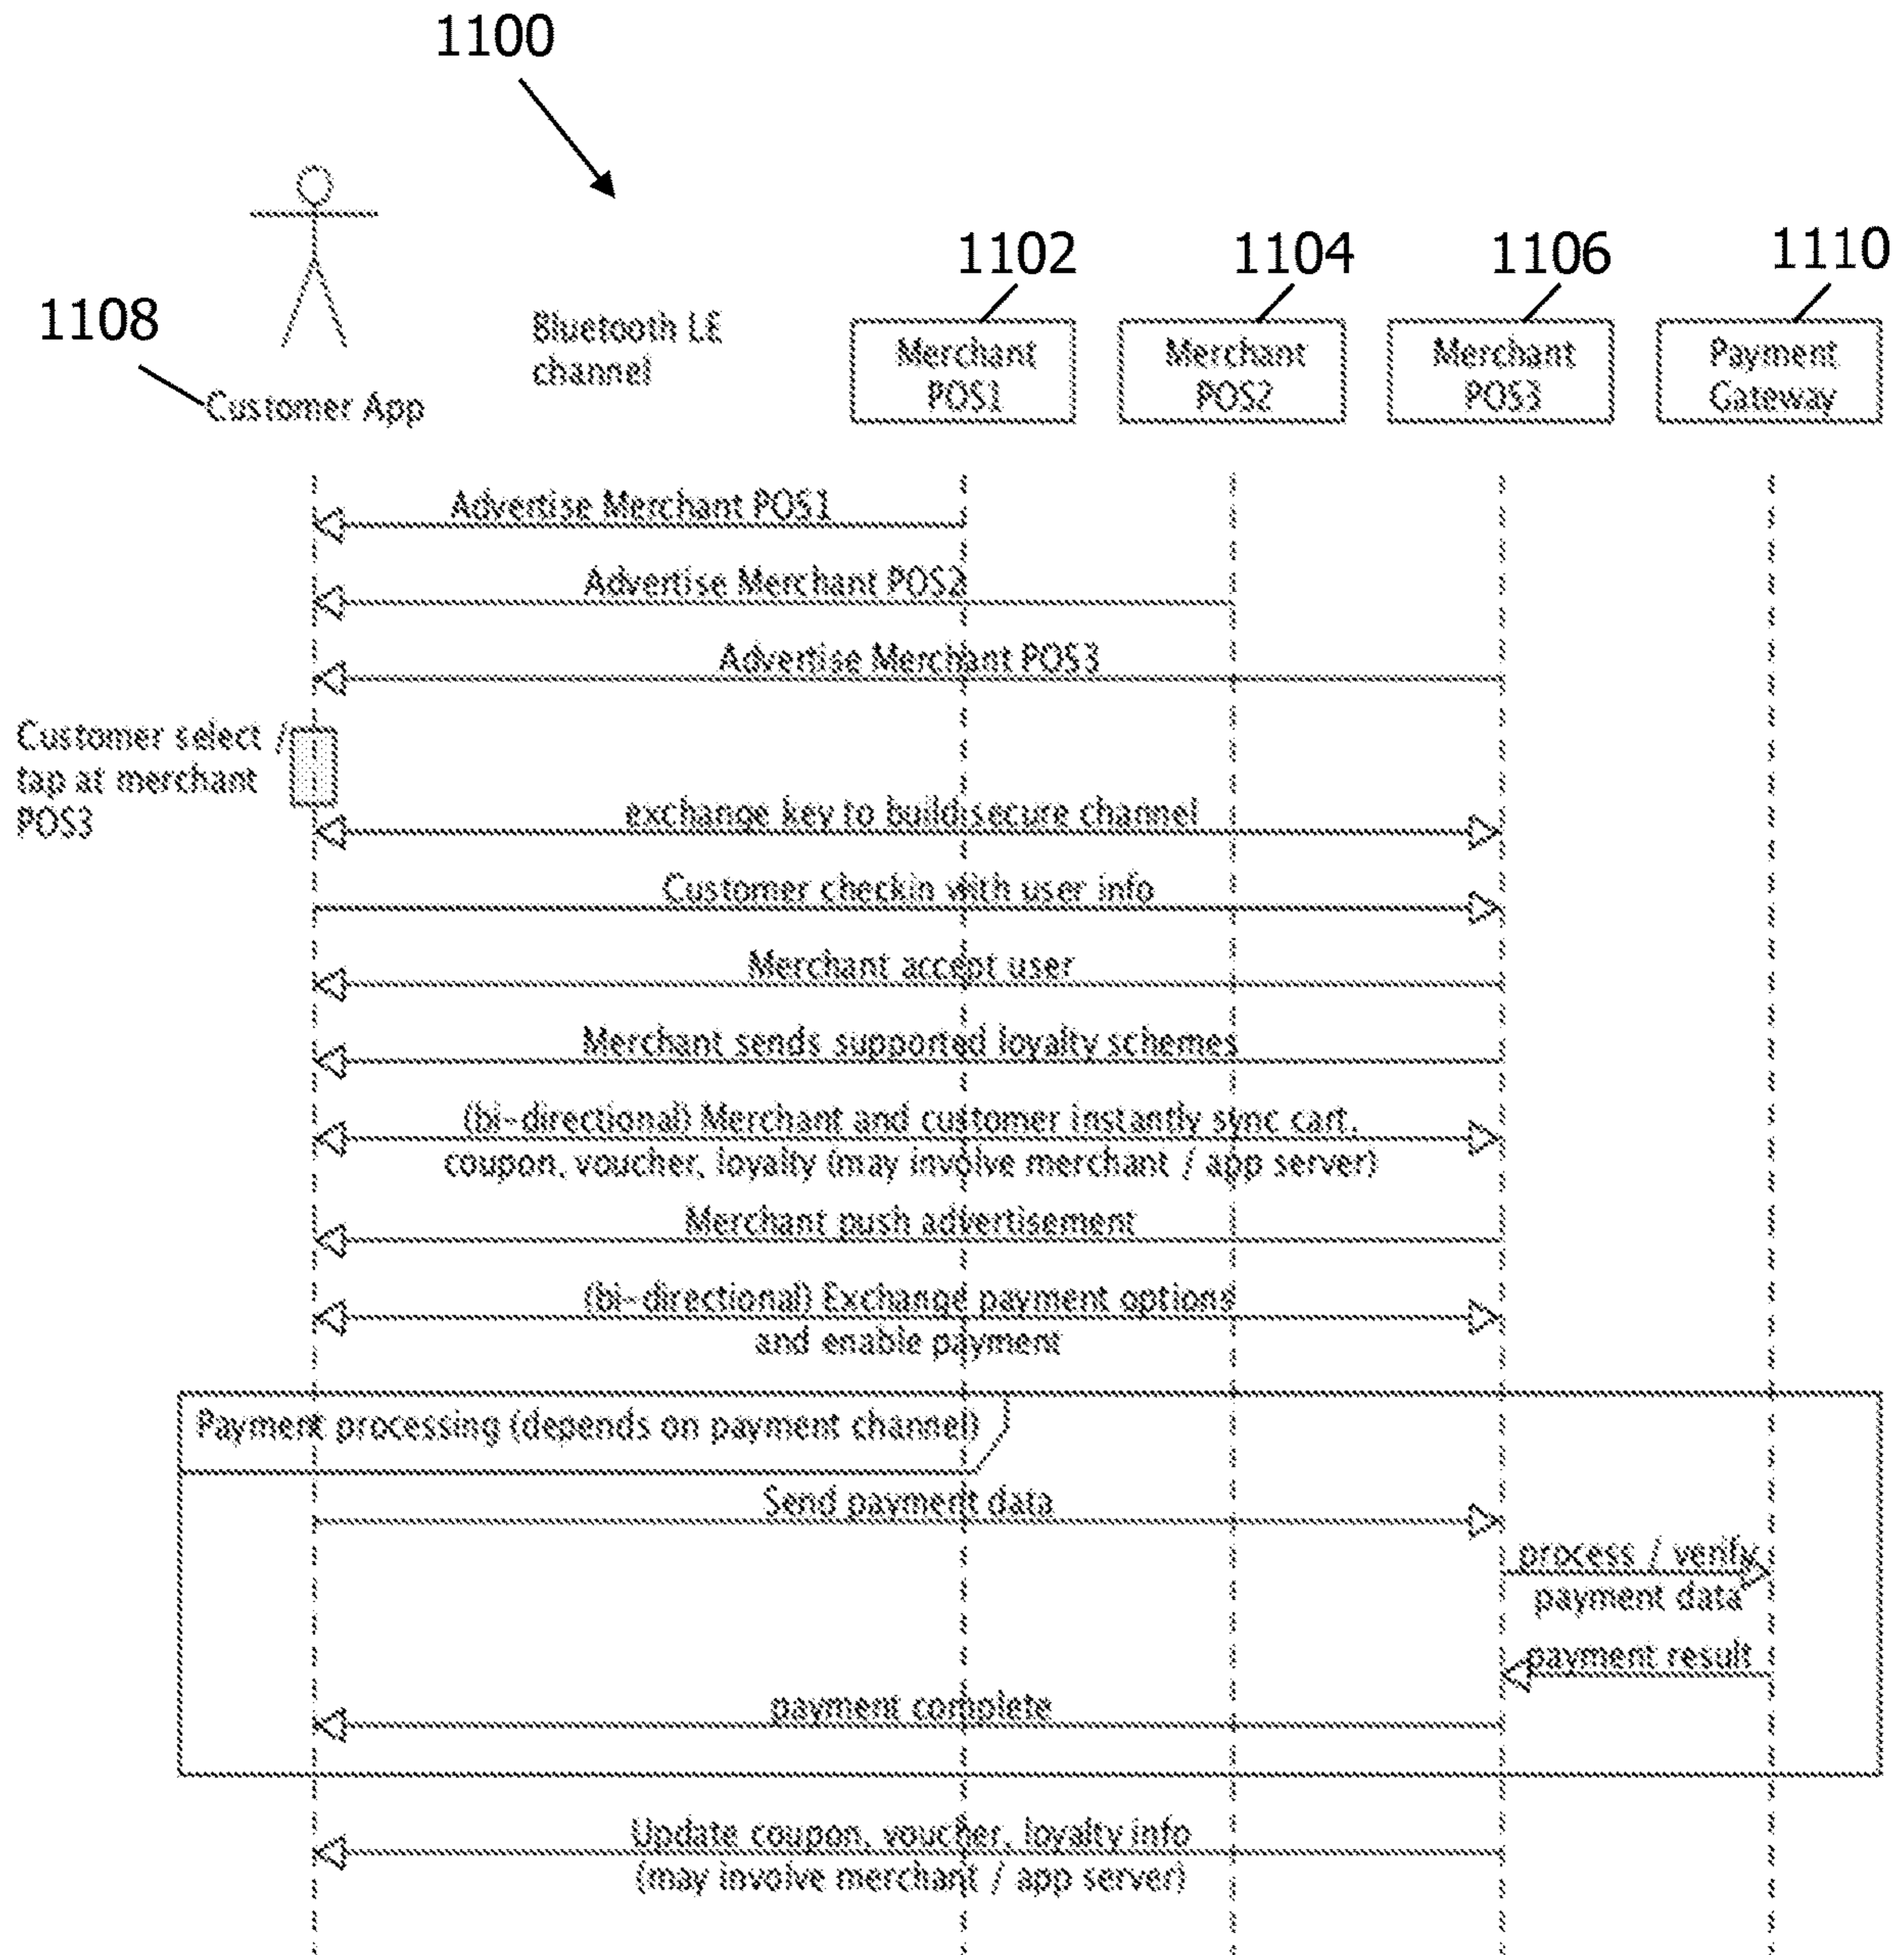 1100
1102
1104
1106
1110
1108
Customer App
Bluetooth LE
channel
Merchant
POS1
Merchant
POS2
Merchant
POS3
Payment
Gateway
Advertise Merchant POS1
Advertise Merchant POS2
Advertise Merchant POS3
Customer select /
tap at merchant
POS3
exchange key to build secure channel
Customer checkin with user info
Merchant accept user
Merchant sends supported loyalty schemes
(bi-directional) Merchant and customer instantly sync cart,
coupon, voucher, loyalty (may involve merchant / app server)
Merchant push advertisement
(bi-directional) Exchange payment options
and enable payment
Payment processing (depends on payment channel)
Send payment data
process / verify
payment data
payment result
payment complete
Update coupon, voucher, loyalty info
(may involve merchant / app server)